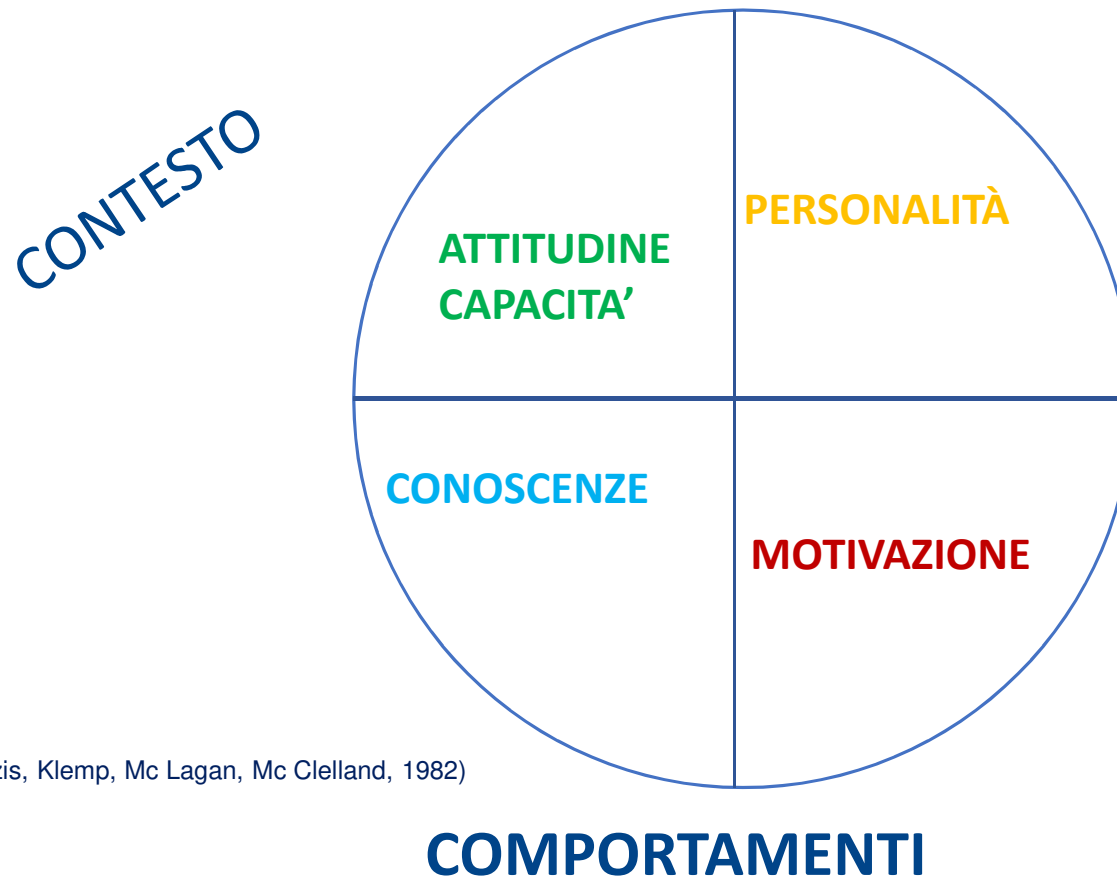 CONTESTO
PERSONALITÀ
ATTITUDINE
CAPACITA’
CONOSCENZE
MOTIVAZIONE
Klemp, Mc Lagan, Mc Clelland, 1982)
COMPORTAMENTI